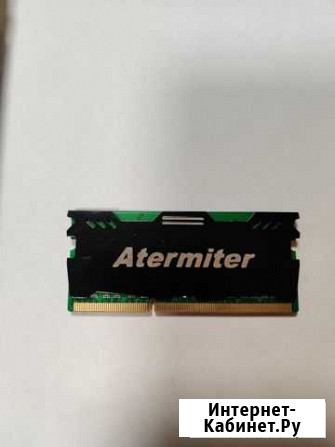 Atermiter
Интернет-
Кабинет.Ру